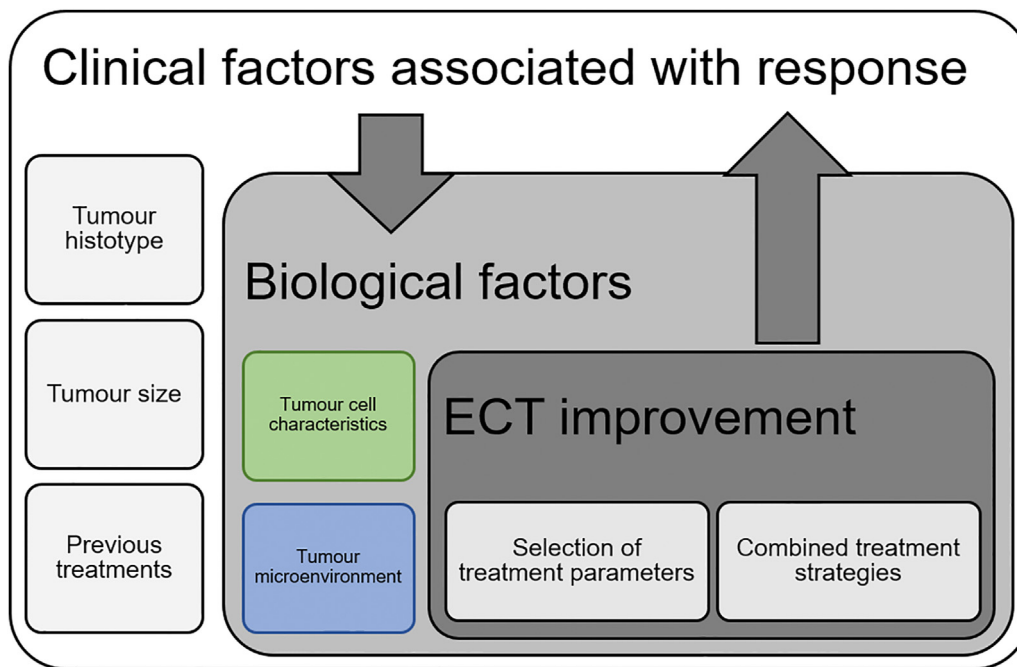 Clinical factors associated with response
Tumour
histotype
Tumour size
Previous
treatments
Biological factors
Tumour cell
characteristics
Tumour
microenvironment
ECT improvement
Selection of
treatment parameters
Combined treatment
strategies